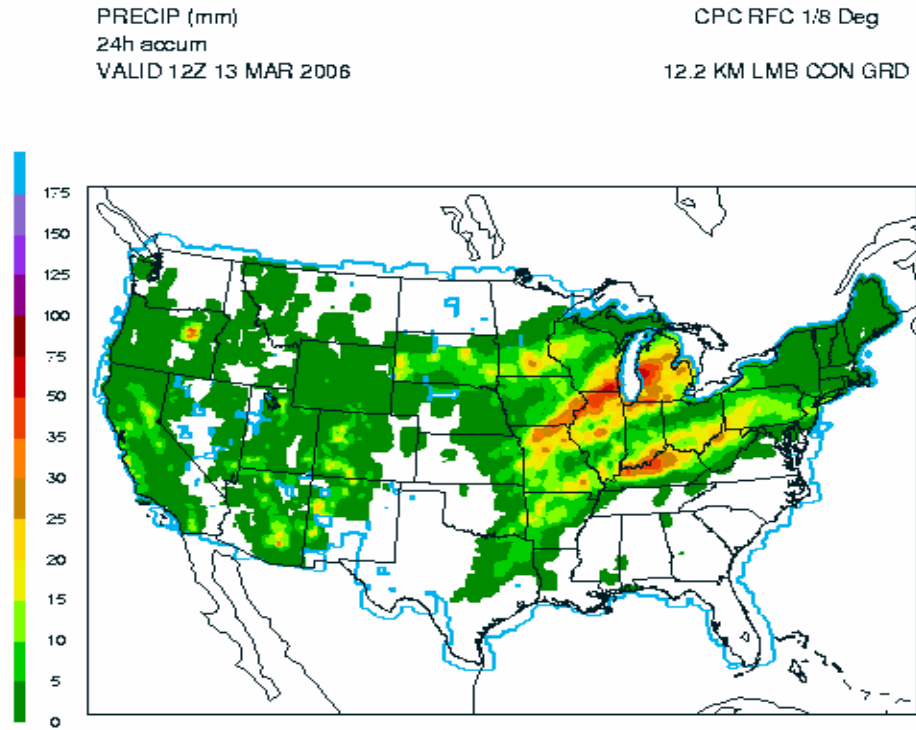 PRECIP (mm)
24h accum
VALID 12Z 13 MAR 2006
CPC RFC 1/8 Deg
12.2 KM LMB CON GRD
175
150
125
100
75
50
35
30
25
20
15
10
5
0